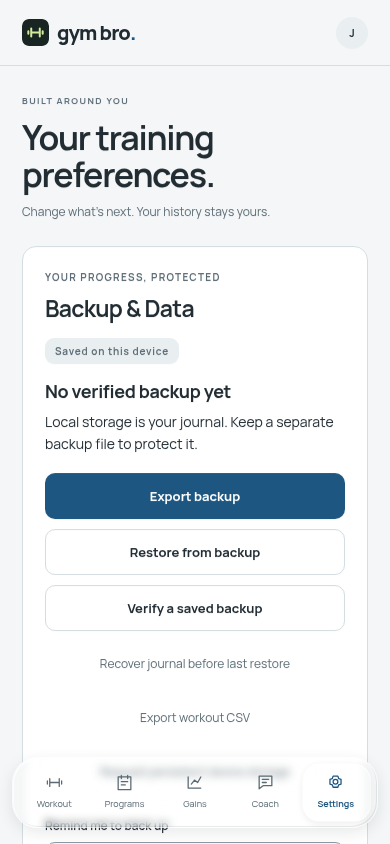 gym bro.
J
BUILT AROUND YOU
Your training
preferences.
Change what's next. Your history stays yours.
YOUR PROGRESS, PROTECTED
Backup & Data
Saved on this device
No verified backup yet
Local storage is your journal. Keep a separate
backup file to protect it.
Export backup
Restore from backup
Verify a saved backup
Recover journal before last restore
Export workout CSV
Workout
Programs
Gains
Coach
Settings
Remind me to back up